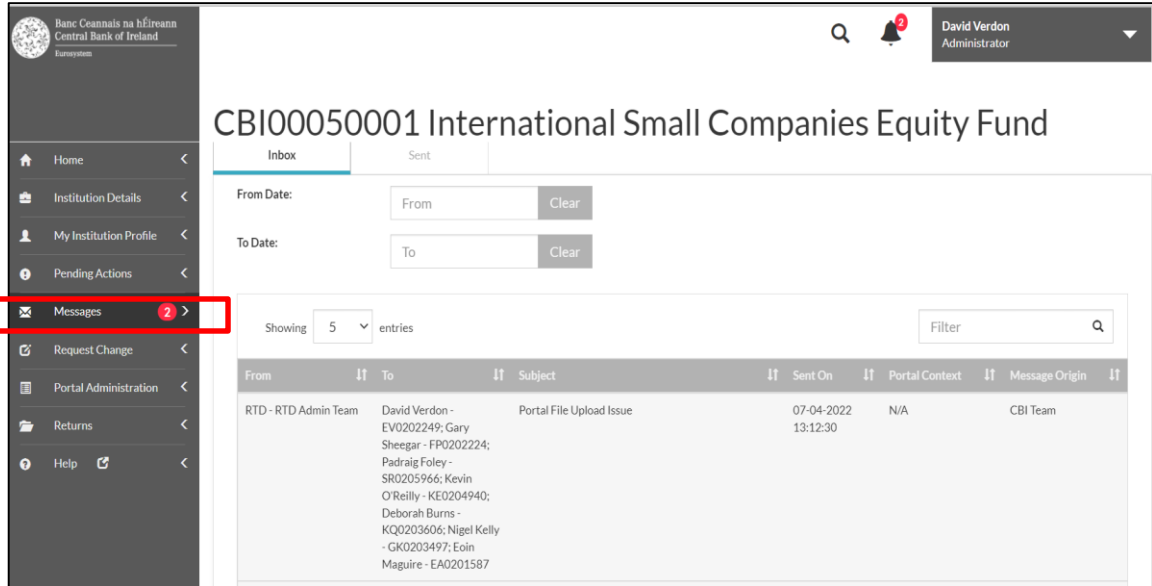 Banc Ceannais na hÉireann
Central Bank of Ireland
Eurosystem
2
David Verdon
Administrator
CBI00050001 International Small Companies Equity Fund
Home
Institution Details
My Institution Profile
Pending Actions
Messages 2
Request Change
Portal Administration
Returns
Help
Inbox Sent
From Date: From Clear
To Date: To Clear
Showing 5 entries Filter
From To Subject Sent On Portal Context Message Origin
RTD - RTD Admin Team David Verdon - Portal File Upload Issue 07-04-2022 N/A CBI Team
EV0202249; Gary 13:12:30
Sheegar - FP0202224;
Padraig Foley -
SR0205966; Kevin
O'Reilly - KE0204940;
Deborah Burns -
KQ0203606; Nigel Kelly
- GK0203497; Eoin
Maguire - EA0201587